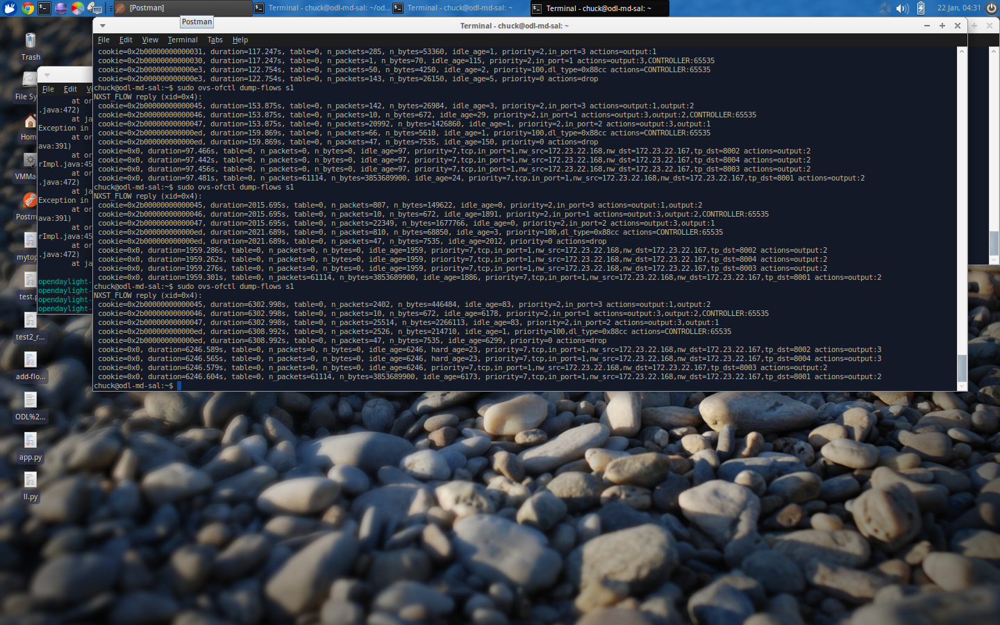 [Postman]
Terminal - chuck@odl-md-sal: ~/od...
Terminal - chuck@odl-md-sal: ~
Terminal - chuck@odl-md-sal: ~
22 Jan, 04:31
Postman
Terminal - chuck@odl-md-sal: ~
File Edit View Terminal Tabs Help
cookie=0x2b00000000000031, duration=117.247s, table=0, n_packets=285, n_bytes=53360, idle_age=1, priority=2,in_port=3 actions=output:1
cookie=0x2b00000000000030, duration=117.247s, table=0, n_packets=1, n_bytes=70, idle_age=115, priority=2,in_port=1 actions=output:3,CONTROLLER:65535
cookie=0x2b000000000000e3, duration=122.754s, table=0, n_packets=50, n_bytes=4250, idle_age=2, priority=100,dl_type=0x88cc actions=CONTROLLER:65535
cookie=0x2b000000000000e3, duration=122.754s, table=0, n_packets=143, n_bytes=26150, idle_age=5, priority=0 actions=drop
chuck@odl-md-sal:~$ sudo ovs-ofctl dump-flows s1
NXST_FLOW reply (xid=0x4):
cookie=0x2b00000000000045, duration=153.875s, table=0, n_packets=142, n_bytes=26984, idle_age=3, priority=2,in_port=3 actions=output:1,output:2
cookie=0x2b00000000000046, duration=153.875s, table=0, n_packets=10, n_bytes=672, idle_age=29, priority=2,in_port=1 actions=output:3,output:2,CONTROLLER:65535
cookie=0x2b00000000000047, duration=153.875s, table=0, n_packets=20992, n_bytes=1426860, idle_age=1, priority=2,in_port=2 actions=output:3,output:1
cookie=0x2b000000000000ed, duration=159.869s, table=0, n_packets=66, n_bytes=5610, idle_age=1, priority=100,dl_type=0x88cc actions=CONTROLLER:65535
cookie=0x2b000000000000ed, duration=159.869s, table=0, n_packets=47, n_bytes=7535, idle_age=150, priority=0 actions=drop
cookie=0x0, duration=97.466s, table=0, n_packets=0, n_bytes=0, idle_age=97, priority=7,tcp,in_port=1,nw_src=172.23.22.168,nw_dst=172.23.22.167,tp_dst=8002 actions=output:2
cookie=0x0, duration=97.442s, table=0, n_packets=0, n_bytes=0, idle_age=97, priority=7,tcp,in_port=1,nw_src=172.23.22.168,nw_dst=172.23.22.167,tp_dst=8004 actions=output:2
cookie=0x0, duration=97.456s, table=0, n_packets=0, n_bytes=0, idle_age=97, priority=7,tcp,in_port=1,nw_src=172.23.22.168,nw_dst=172.23.22.167,tp_dst=8003 actions=output:2
cookie=0x0, duration=97.481s, table=0, n_packets=61114, n_bytes=3853689900, idle_age=24, priority=7,tcp,in_port=1,nw_src=172.23.22.168,nw_dst=172.23.22.167,tp_dst=8001 actions=output:2
chuck@odl-md-sal:~$ sudo ovs-ofctl dump-flows s1
NXST_FLOW reply (xid=0x4):
cookie=0x2b00000000000045, duration=2015.695s, table=0, n_packets=807, n_bytes=149622, idle_age=0, priority=2,in_port=3 actions=output:1,output:2
cookie=0x2b00000000000046, duration=2015.695s, table=0, n_packets=10, n_bytes=672, idle_age=1891, priority=2,in_port=1 actions=output:3,output:2,CONTROLLER:65535
cookie=0x2b00000000000047, duration=2015.695s, table=0, n_packets=22349, n_bytes=1677766, idle_age=0, priority=2,in_port=2 actions=output:3,output:1
cookie=0x2b000000000000ed, duration=2021.689s, table=0, n_packets=810, n_bytes=68850, idle_age=3, priority=100,dl_type=0x88cc actions=CONTROLLER:65535
cookie=0x2b000000000000ed, duration=2021.689s, table=0, n_packets=47, n_bytes=7535, idle_age=2012, priority=0 actions=drop
cookie=0x0, duration=1959.286s, table=0, n_packets=0, n_bytes=0, idle_age=1959, priority=7,tcp,in_port=1,nw_src=172.23.22.168,nw_dst=172.23.22.167,tp_dst=8002 actions=output:2
cookie=0x0, duration=1959.262s, table=0, n_packets=0, n_bytes=0, idle_age=1959, priority=7,tcp,in_port=1,nw_src=172.23.22.168,nw_dst=172.23.22.167,tp_dst=8004 actions=output:2
cookie=0x0, duration=1959.276s, table=0, n_packets=0, n_bytes=0, idle_age=1959, priority=7,tcp,in_port=1,nw_src=172.23.22.168,nw_dst=172.23.22.167,tp_dst=8003 actions=output:2
cookie=0x0, duration=1959.301s, table=0, n_packets=61114, n_bytes=3853689900, idle_age=1886, priority=7,tcp,in_port=1,nw_src=172.23.22.168,nw_dst=172.23.22.167,tp_dst=8001 actions=output:2
chuck@odl-md-sal:~$ sudo ovs-ofctl dump-flows s1
NXST_FLOW reply (xid=0x4):
cookie=0x2b00000000000045, duration=6302.998s, table=0, n_packets=2402, n_bytes=446484, idle_age=83, priority=2,in_port=3 actions=output:1,output:2
cookie=0x2b00000000000046, duration=6302.998s, table=0, n_packets=10, n_bytes=672, idle_age=6178, priority=2,in_port=1 actions=output:3,output:2,CONTROLLER:65535
cookie=0x2b00000000000047, duration=6302.998s, table=0, n_packets=25514, n_bytes=2266113, idle_age=83, priority=2,in_port=2 actions=output:3,output:1
cookie=0x2b000000000000ed, duration=6308.992s, table=0, n_packets=2526, n_bytes=214710, idle_age=1, priority=100,dl_type=0x88cc actions=CONTROLLER:65535
cookie=0x2b000000000000ed, duration=6308.992s, table=0, n_packets=47, n_bytes=7535, idle_age=6299, priority=0 actions=drop
cookie=0x0, duration=6246.589s, table=0, n_packets=0, n_bytes=0, idle_age=6246, hard_age=23, priority=7,tcp,in_port=1,nw_src=172.23.22.168,nw_dst=172.23.22.167,tp_dst=8002 actions=output:3
cookie=0x0, duration=6246.565s, table=0, n_packets=0, n_bytes=0, idle_age=6246, hard_age=23, priority=7,tcp,in_port=1,nw_src=172.23.22.168,nw_dst=172.23.22.167,tp_dst=8004 actions=output:3
cookie=0x0, duration=6246.579s, table=0, n_packets=0, n_bytes=0, idle_age=6246, priority=7,tcp,in_port=1,nw_src=172.23.22.168,nw_dst=172.23.22.167,tp_dst=8003 actions=output:2
cookie=0x0, duration=6246.604s, table=0, n_packets=61114, n_bytes=3853689900, idle_age=6173, priority=7,tcp,in_port=1,nw_src=172.23.22.168,nw_dst=172.23.22.167,tp_dst=8001 actions=output:2
chuck@odl-md-sal:~$
File Edit Vi
at or
.java:472)
at ja
Exception in
at or
ava:391)
at or
rImpl.java:45
at or
.java:472)
at ja
Exception in
at or
ava:391)
at or
rImpl.java:45
at or
.java:472)
at ja
opendaylight-
opendaylight-
opendaylight-
opendaylight-
Trash
File Sy
Hom
VMMa
Postm
mytop
test.p
test2_r...
add-flo...
ODL%2...
app.py
ll.py